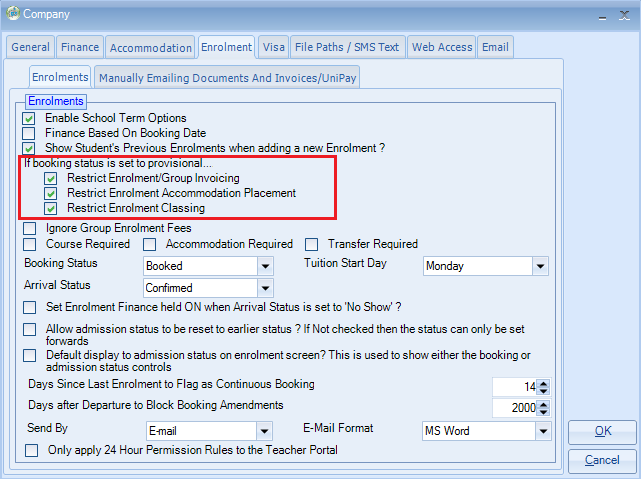 Company
General Finance Accommodation Enrolment Visa File Paths / SMS Text Web Access Email
Enrolments Manually Emailing Documents And Invoices/UniPay
Enrolments
Enable School Term Options
Finance Based On Booking Date
Show Student's Previous Enrolments when adding a new Enrolment ?
If booking status is set to provisional...
Restrict Enrolment/Group Invoicing
Restrict Enrolment Accommodation Placement
Restrict Enrolment Classing
Ignore Group Enrolment Fees
Course Required Accommodation Required Transfer Required
Booking Status Booked Tuition Start Day Monday
Arrival Status Confirmed
Set Enrolment Finance held ON when Arrival Status is set to 'No Show' ?
Allow admission status to be reset to earlier status ? If Not checked then the status can only be set
forwards
Default display to admission status on enrolment screen? This is used to show either the booking or
admission status controls
Days Since Last Enrolment to Flag as Continuous Booking 14
Days after Departure to Block Booking Amendments 2000
Send By E-mail E-Mail Format MS Word
Only apply 24 Hour Permission Rules to the Teacher Portal
OK
Cancel